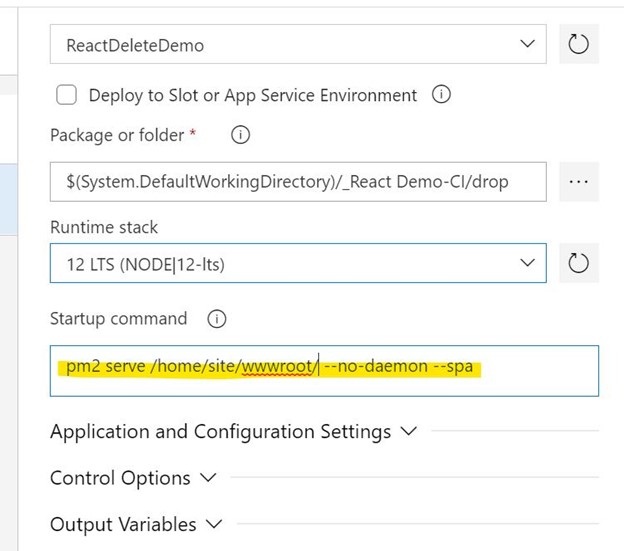 ReactDeleteDemo
Deploy to Slot or App Service Environment
Package or folder *
$(System.DefaultWorkingDirectory)/_React Demo-CI/drop
Runtime stack
12 LTS (NODE|12-lts)
Startup command
pm2 serve /home/site/wwwroot/ --no-daemon --spa
Application and Configuration Settings
Control Options
Output Variables